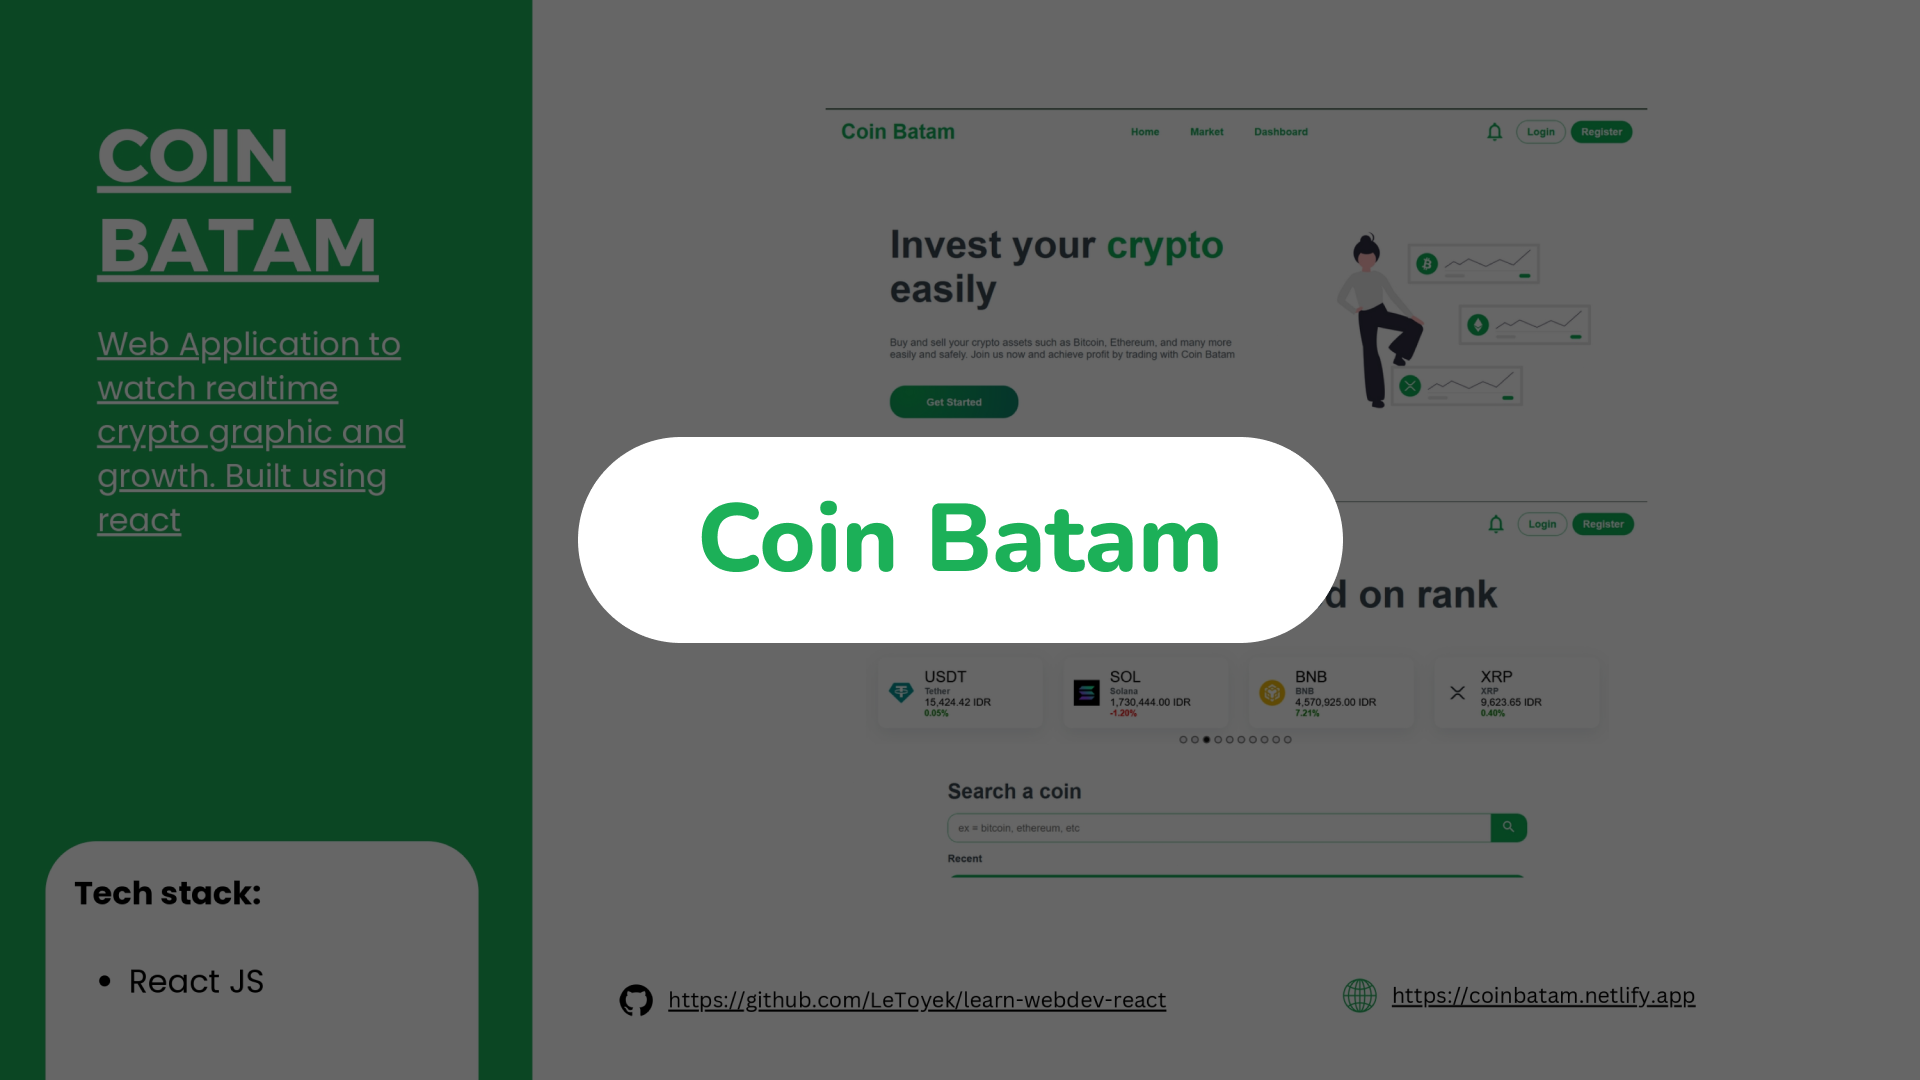 COIN
BATAM
Web Application to
watch realtime
crypto graphic and
growth. Built using
react
Tech stack:
• React JS
Coin Batam
Home
Market
Dashboard
Login
Register
Invest your crypto
easily
Buy and sell your crypto assets such as Bitcoin, Ethereum, and many more
easily and safely. Join us now and achieve profit by trading with Coin Batam
Get Started
Coin Batam
Login
Register
d on rank
USDT
Tether
15,424.42 IDR
0.05%
SOL
Solana
1,730,444.00 IDR
-1.20%
BNB
BNB
4,570,925.00 IDR
7.21%
XRP
XRP
9,623.65 IDR
0.40%
Search a coin
ex = bitcoin, ethereum, etc
Recent
https://github.com/LeToyek/learn-webdev-react
https://coinbatam.netlify.app